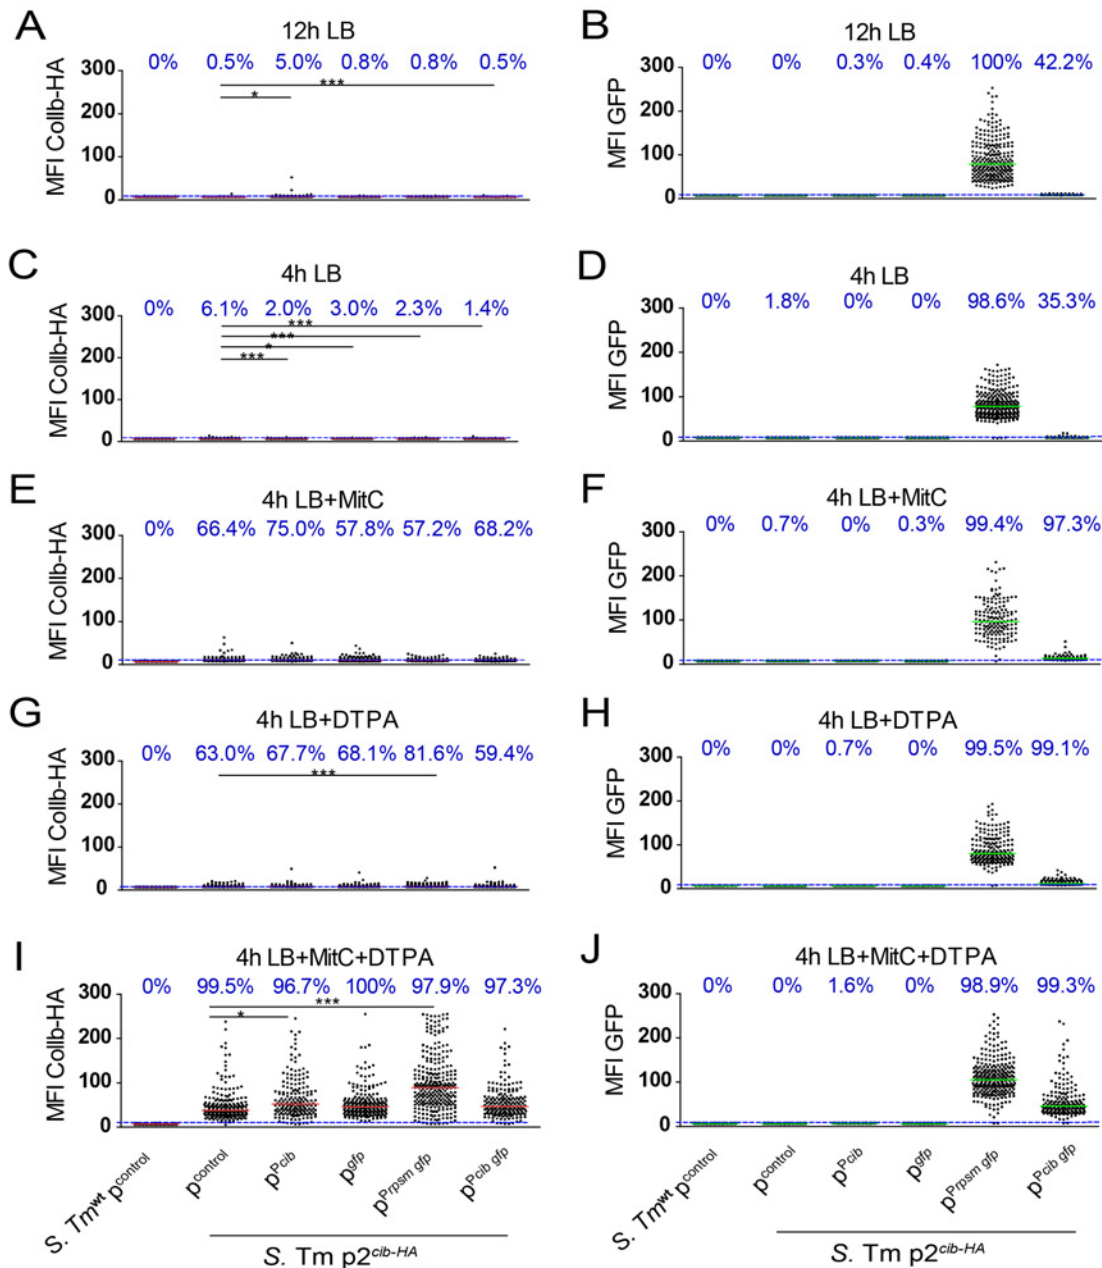 A
12h LB
0% 0.5% 5.0% 0.8% 0.8% 0.5%
***
*
MFI ColIb-HA
300
200
100
0
B
12h LB
0% 0% 0.3% 0.4% 100% 42.2%
MFI GFP
300
200
100
0
C
4h LB
0% 6.1% 2.0% 3.0% 2.3% 1.4%
***
***
*
***
MFI ColIb-HA
300
200
100
0
D
4h LB
0% 1.8% 0% 0% 98.6% 35.3%
MFI GFP
300
200
100
0
E
4h LB+MitC
0% 66.4% 75.0% 57.8% 57.2% 68.2%
MFI ColIb-HA
300
200
100
0
F
4h LB+MitC
0% 0.7% 0% 0.3% 99.4% 97.3%
MFI GFP
300
200
100
0
G
4h LB+DTPA
0% 63.0% 67.7% 68.1% 81.6% 59.4%
***
MFI ColIb-HA
300
200
100
0
H
4h LB+DTPA
0% 0% 0.7% 0% 99.5% 99.1%
MFI GFP
300
200
100
0
I
4h LB+MitC+DTPA
0% 99.5% 96.7% 100% 97.9% 97.3%
***
*
MFI ColIb-HA
300
200
100
0
J
4h LB+MitC+DTPA
0% 0% 1.6% 0% 98.9% 99.3%
MFI GFP
300
200
100
0
S. Tmwt pcontrol
pcontrol
pPcib
pgfp
pPrpsm gfp
pPcib gfp
S. Tm p2cib-HA
S. Tmwt pcontrol
pcontrol
pPcib
pgfp
pPrpsm gfp
pPcib gfp
S. Tm p2cib-HA